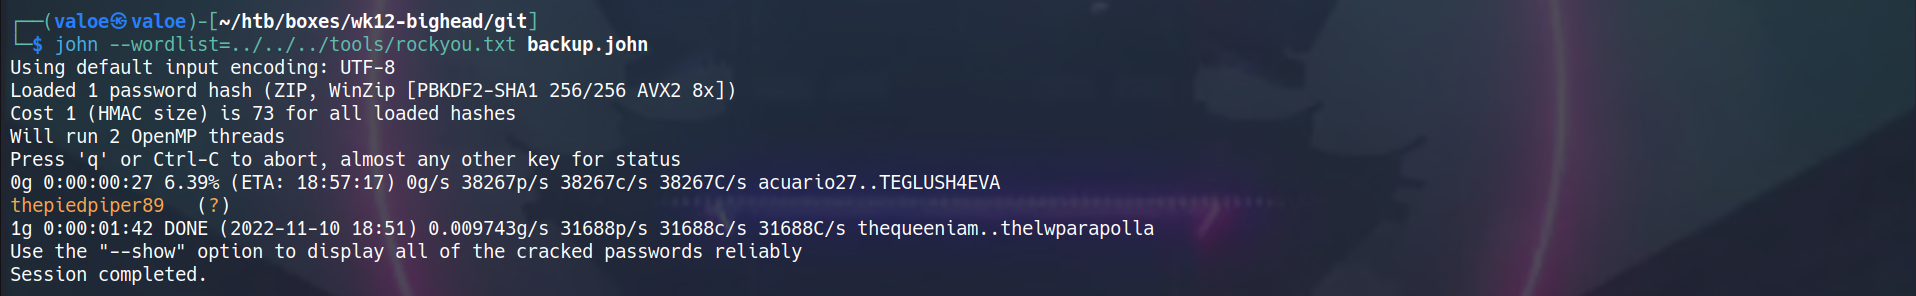 ┌──(valoe㉿valoe)-[~/htb/boxes/wk12-bighead/git]
└─$ john --wordlist=../../../tools/rockyou.txt backup.john
Using default input encoding: UTF-8
Loaded 1 password hash (ZIP, WinZip [PBKDF2-SHA1 256/256 AVX2 8x])
Cost 1 (HMAC size) is 73 for all loaded hashes
Will run 2 OpenMP threads
Press 'q' or Ctrl-C to abort, almost any other key for status
0g 0:00:00:27 6.39% (ETA: 18:57:17) 0g/s 38267p/s 38267c/s 38267C/s acuario27..TEGLUSH4EVA
thepiedpiper89   (?)
1g 0:00:01:42 DONE (2022-11-10 18:51) 0.009743g/s 31688p/s 31688c/s 31688C/s thequeeniam..thelwparapolla
Use the "--show" option to display all of the cracked passwords reliably
Session completed.